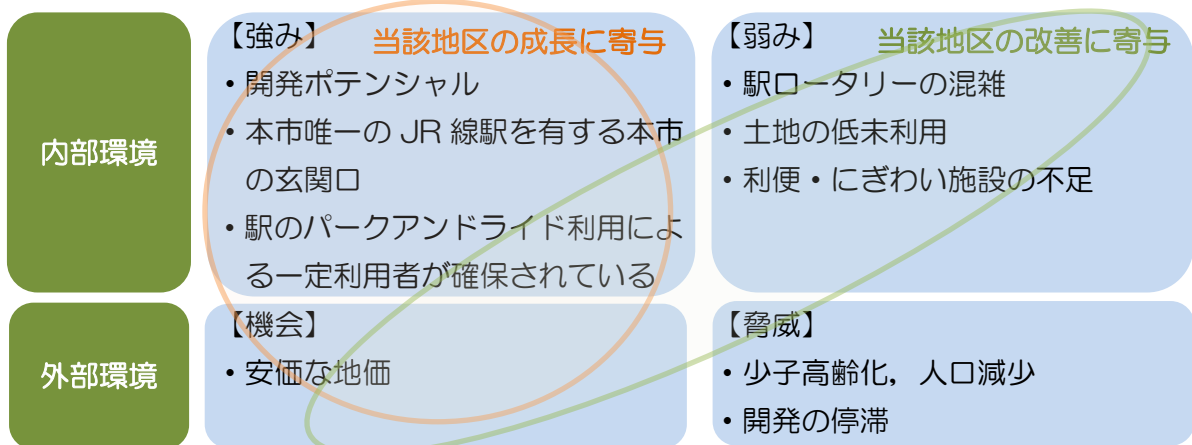 内部環境
【強み】
当該地区の成長に寄与
・開発ポテンシャル
・本市唯一の JR 線駅を有する本市
の玄関口
・駅のパークアンドライド利用によ
る一定利用者が確保されている
【弱み】
当該地区の改善に寄与
・駅ロータリーの混雑
・土地の低未利用
・利便・にぎわい施設の不足
外部環境
【機会】
・安価な地価
【脅威】
・少子高齢化，人口減少
・開発の停滞